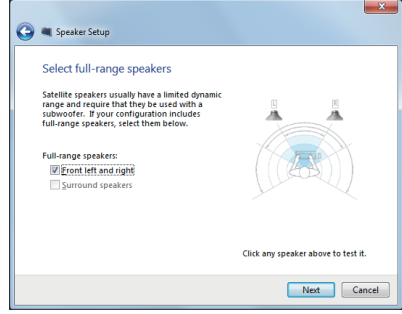 Speaker Setup
Select full-range speakers
Satellite speakers usually have a limited dynamic
range and require that they be used with a
subwoofer. If your configuration includes
full-range speakers, select them below.
L
R
Full-range speakers:
Front left and right
Surround speakers
Click any speaker above to test it.
Next
Cancel